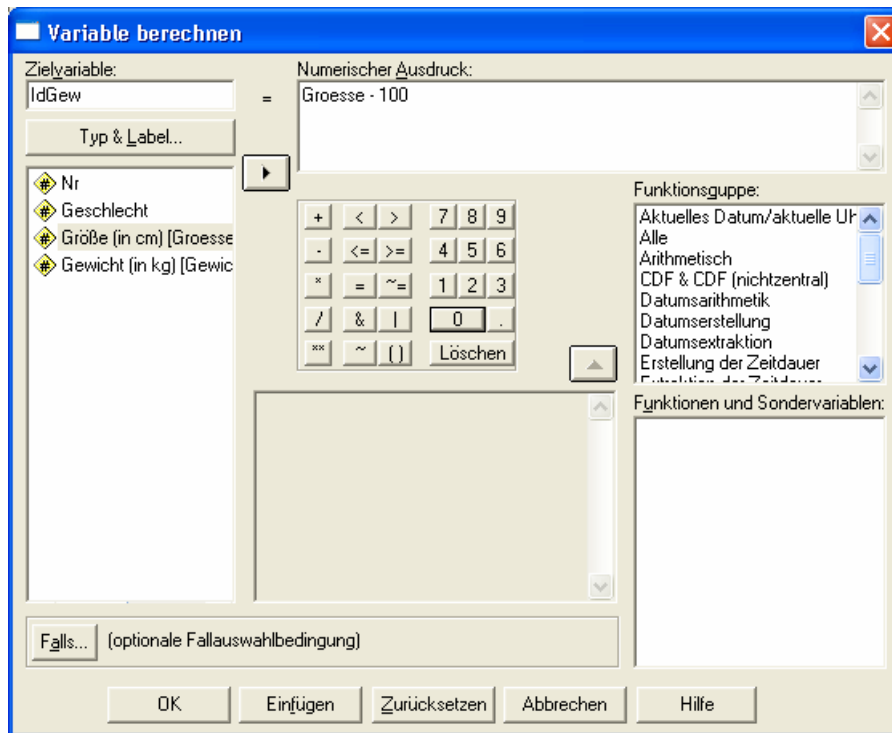 Variable berechnen
Zielvariable:
IdGew
=
Numerischer Ausdruck:
Groesse - 100
Typ & Label...
Nr
Geschlecht
Größe (in cm) [Groesse
Gewicht (in kg) [Gewic
+ < > 7 8 9
- <= >= 4 5 6
* = ~= 1 2 3
/ & | 0 .
** ~ () Löschen
Funktionsgruppe:
Aktuelles Datum/aktuelle Uh
Alle
Arithmetisch
CDF & CDF (nichtzentral)
Datumsarithmetik
Datumserstellung
Datumsextraktion
Erstellung der Zeitdauer
Extraktion der Zeitdauer
Funktionen und Sondervariablen:
Falls... (optionale Fallauswahlbedingung)
OK Einfügen Zurücksetzen Abbrechen Hilfe